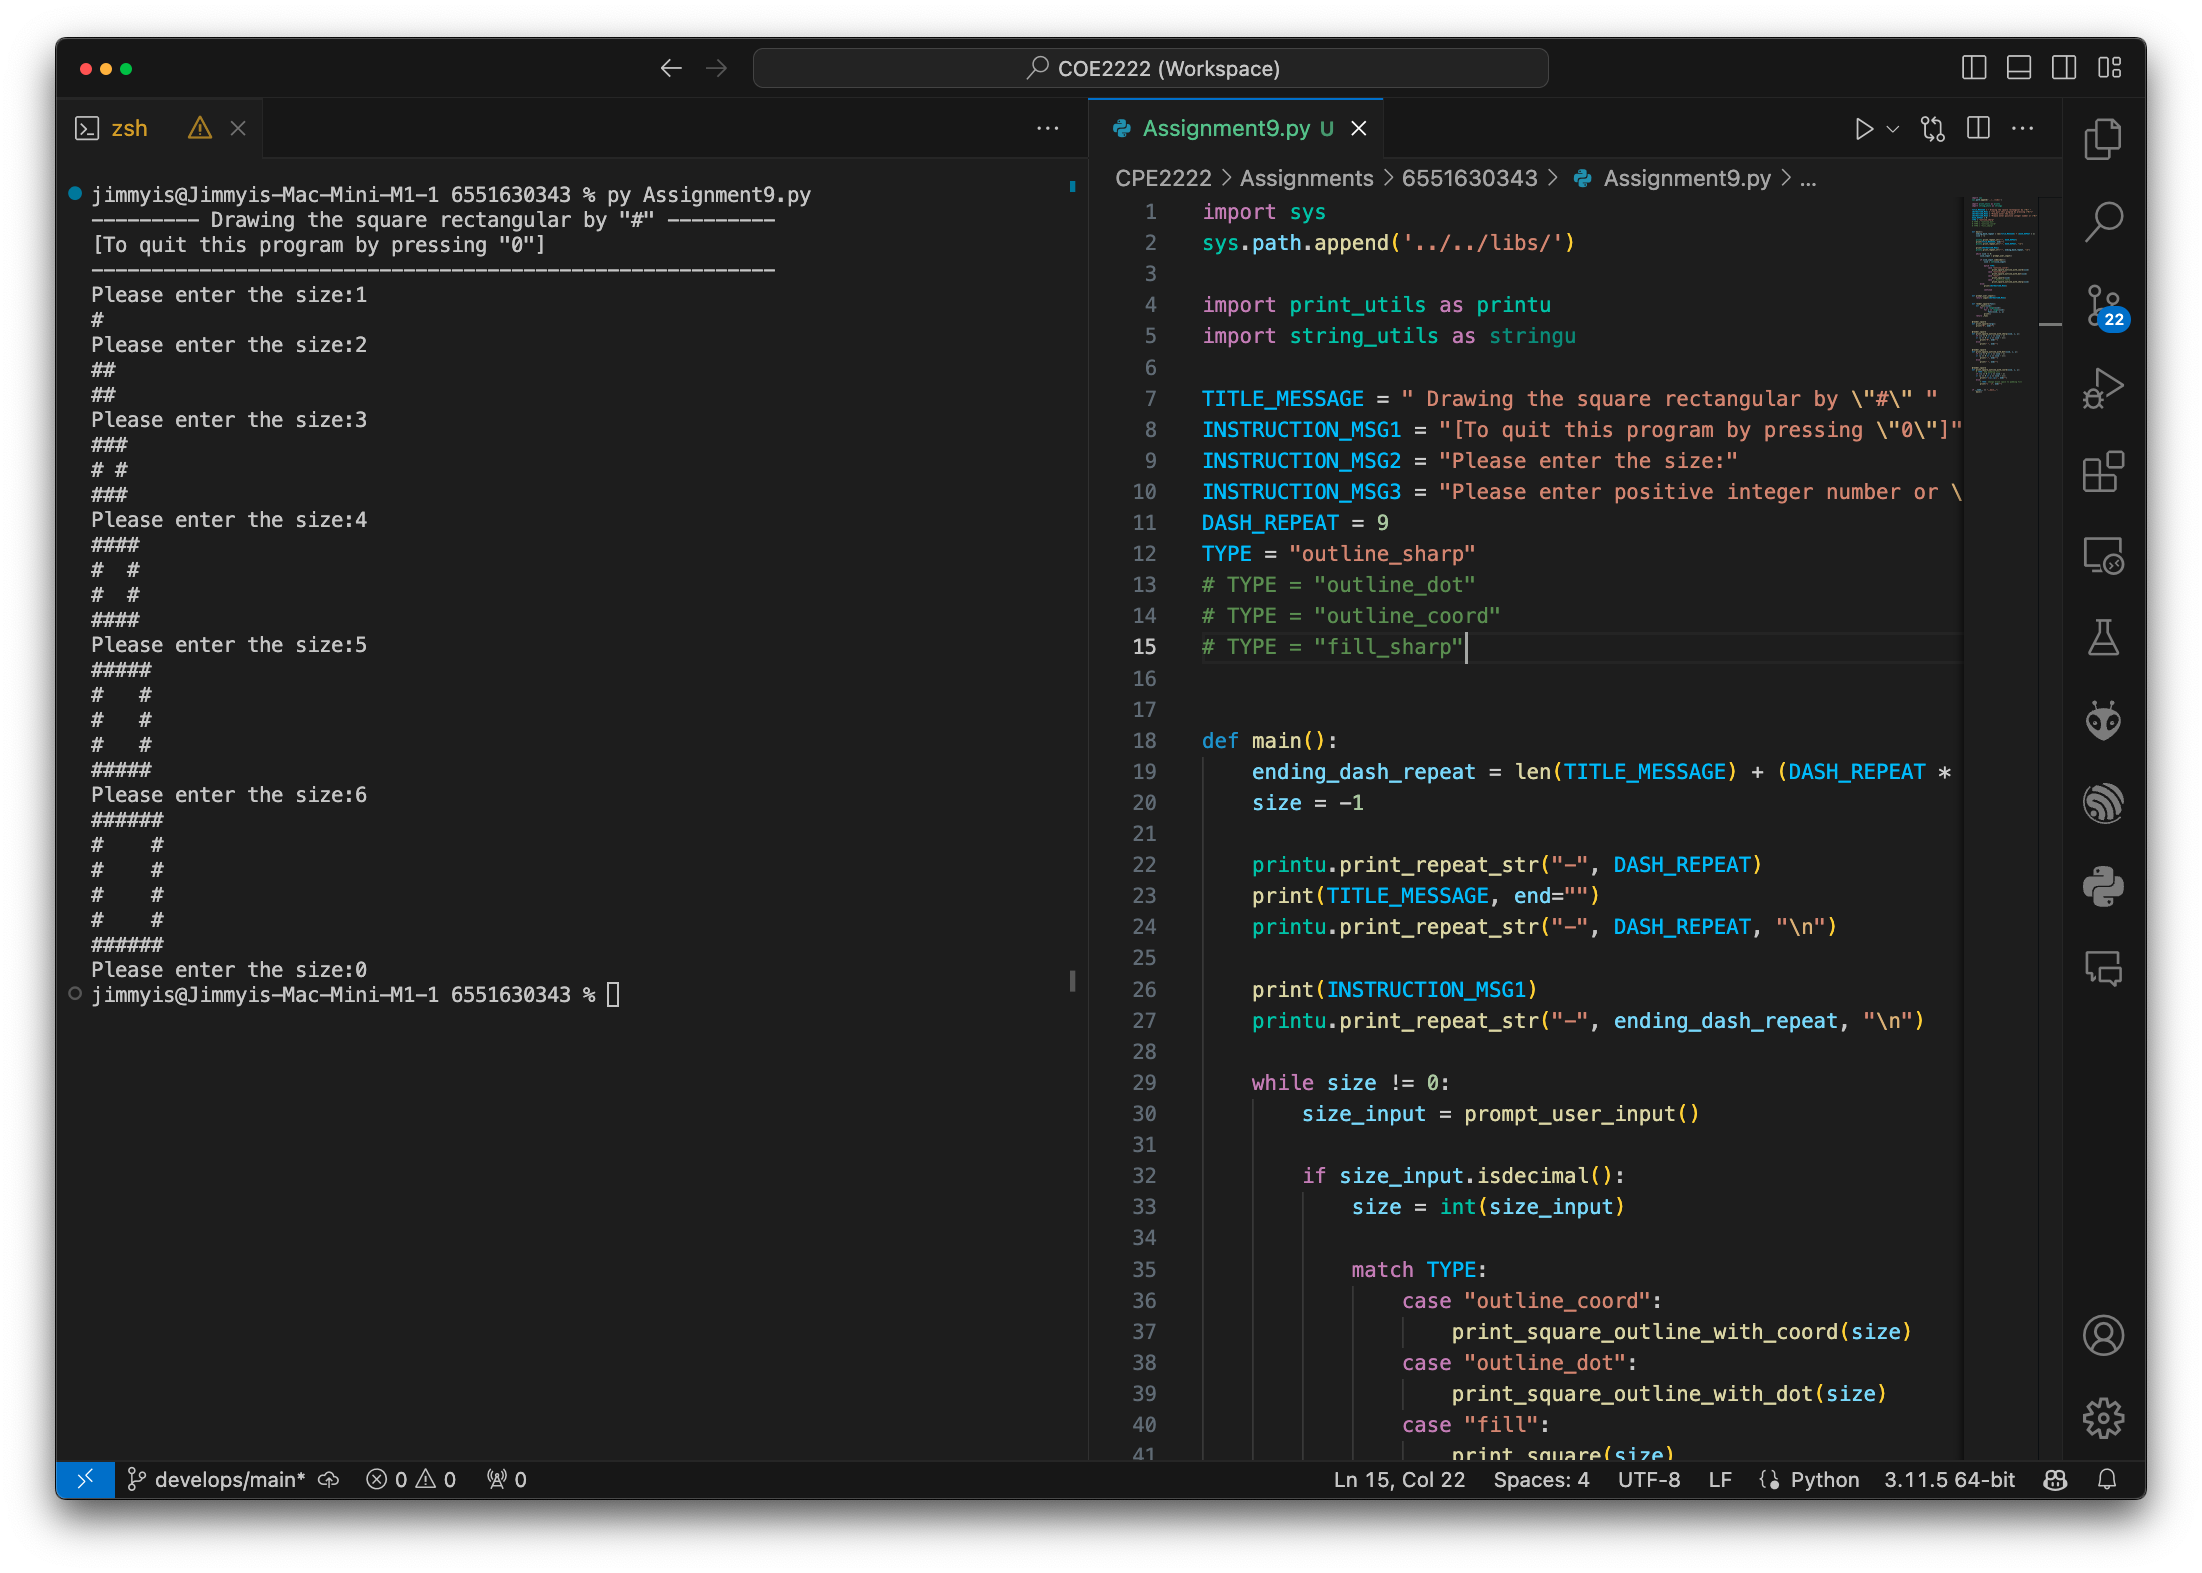 COE2222 (Workspace)
zsh
jimmyis@Jimmyis-Mac-Mini-M1-1 6551630343 % py Assignment9.py
--------- Drawing the square rectangular by "#" ---------
[To quit this program by pressing "0"]
---------------------------------------------------------
Please enter the size:1
#
Please enter the size:2
##
##
Please enter the size:3
###
# #
###
Please enter the size:4
####
#  #
#  #
####
Please enter the size:5
#####
#   #
#   #
#   #
#####
Please enter the size:6
######
#    #
#    #
#    #
#    #
######
Please enter the size:0
jimmyis@Jimmyis-Mac-Mini-M1-1 6551630343 %
Assignment9.py U
CPE2222 > Assignments > 6551630343 > Assignment9.py > ...
1 import sys
2 sys.path.append('../../libs/')
3
4 import print_utils as printu
5 import string_utils as stringu
6
7 TITLE_MESSAGE = " Drawing the square rectangular by \"#\" "
8 INSTRUCTION_MSG1 = "[To quit this program by pressing \"0\"]"
9 INSTRUCTION_MSG2 = "Please enter the size:"
10 INSTRUCTION_MSG3 = "Please enter positive integer number or \
11 DASH_REPEAT = 9
12 TYPE = "outline_sharp"
13 # TYPE = "outline_dot"
14 # TYPE = "outline_coord"
15 # TYPE = "fill_sharp"
16
17
18 def main():
19     ending_dash_repeat = len(TITLE_MESSAGE) + (DASH_REPEAT *
20     size = -1
21
22     printu.print_repeat_str("-", DASH_REPEAT)
23     print(TITLE_MESSAGE, end="")
24     printu.print_repeat_str("-", DASH_REPEAT, "\n")
25
26     print(INSTRUCTION_MSG1)
27     printu.print_repeat_str("-", ending_dash_repeat, "\n")
28
29     while size != 0:
30         size_input = prompt_user_input()
31
32         if size_input.isdecimal():
33             size = int(size_input)
34
35             match TYPE:
36                 case "outline_coord":
37                     print_square_outline_with_coord(size)
38                 case "outline_dot":
39                     print_square_outline_with_dot(size)
40                 case "fill":
41                     print_square(size)
22
develops/main* 0 0 0
Ln 15, Col 22 Spaces: 4 UTF-8 LF Python 3.11.5 64-bit